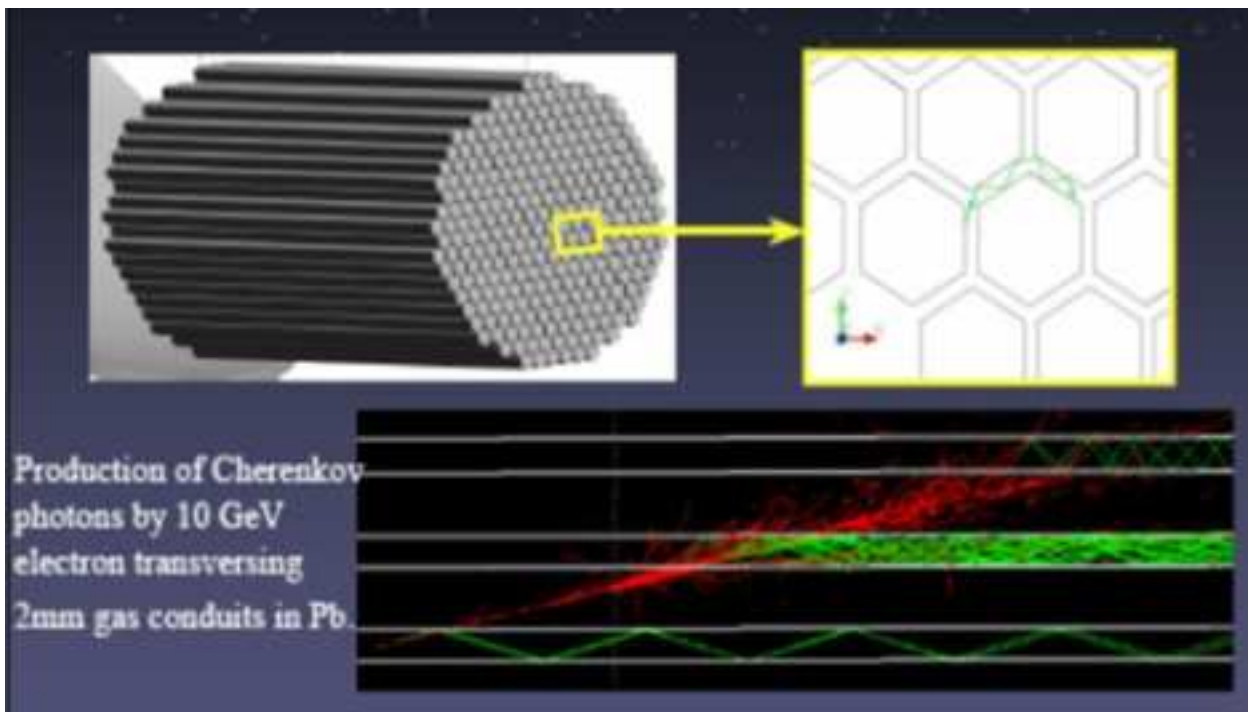 Production of Cherenkov
photons by 10 GeV
electron transversing
2mm gas conduits in Pb.